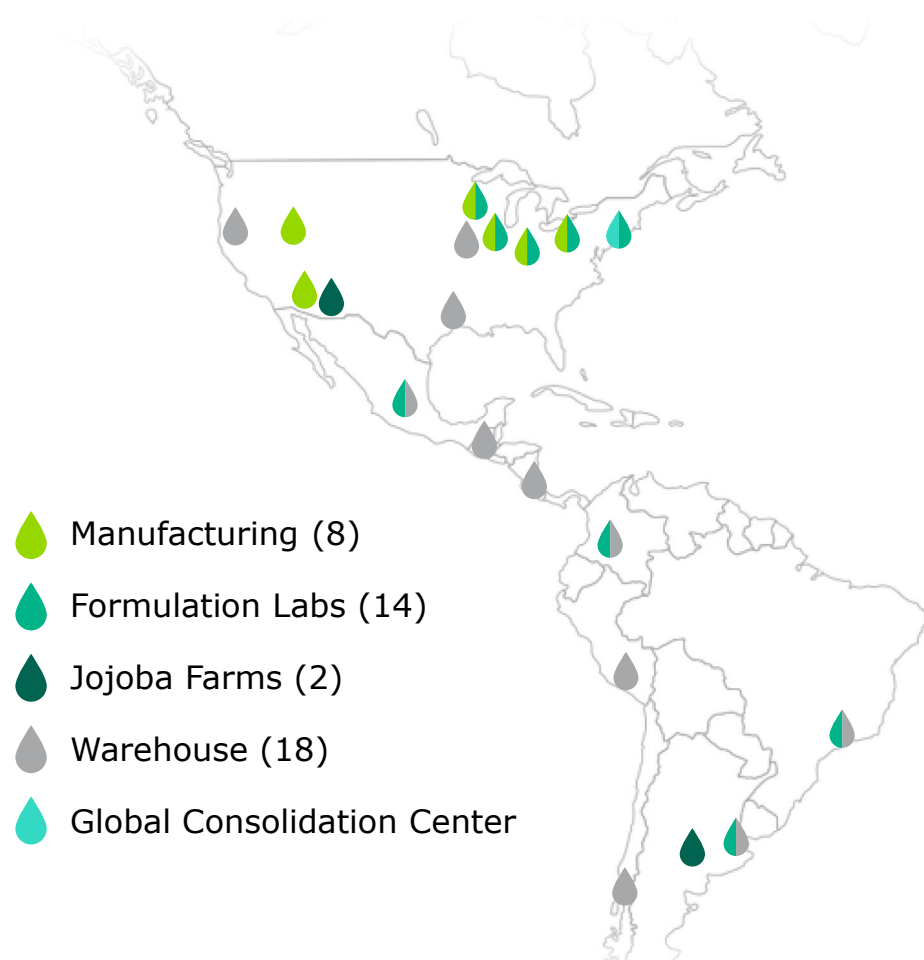 Manufacturing (8)
Formulation Labs (14)
Jojoba Farms (2)
Warehouse (18)
Global Consolidation Center